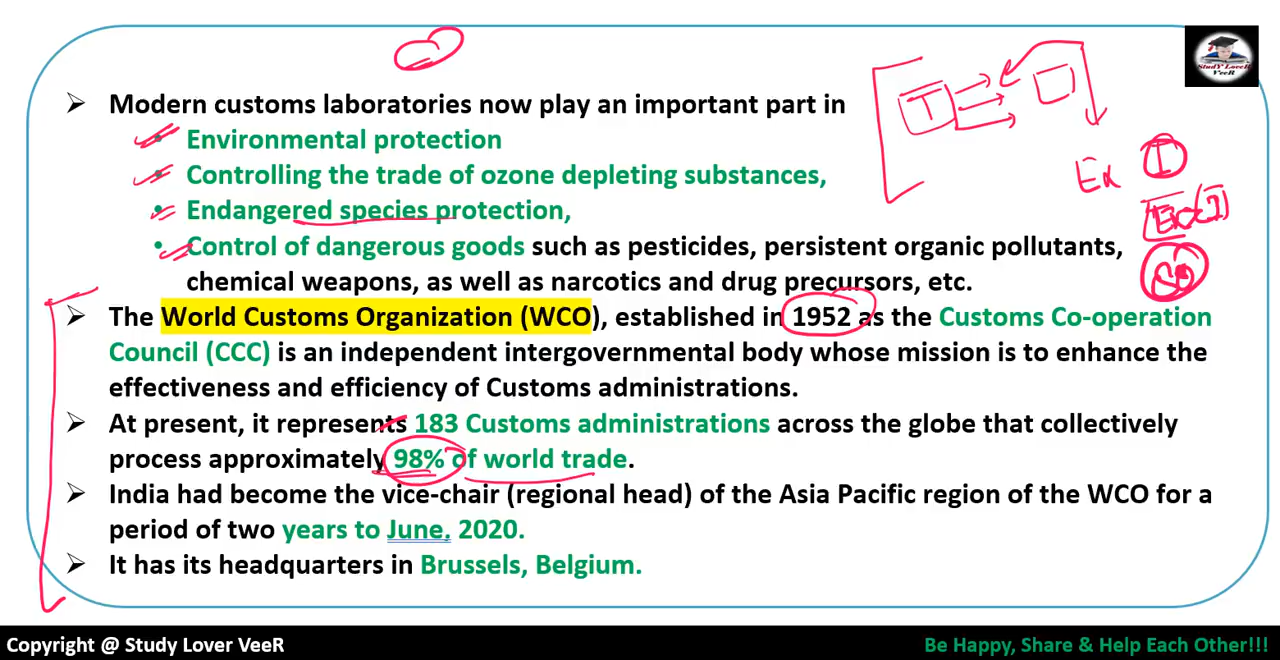 Modern customs laboratories now play an important part in
Environmental protection
Controlling the trade of ozone depleting substances,
Endangered species protection,
Control of dangerous goods such as pesticides, persistent organic pollutants,
chemical weapons, as well as narcotics and drug precursors, etc.
The World Customs Organization (WCO), established in 1952 as the Customs Co-operation
Council (CCC) is an independent intergovernmental body whose mission is to enhance the
effectiveness and efficiency of Customs administrations.
At present, it represents 183 Customs administrations across the globe that collectively
process approximately 98% of world trade.
India had become the vice-chair (regional head) of the Asia Pacific region of the WCO for a
period of two years to June, 2020.
It has its headquarters in Brussels, Belgium.
StudY LoveR
VeeR
T
Ex
I
Copyright @ Study Lover VeeR
Be Happy, Share & Help Each Other!!!